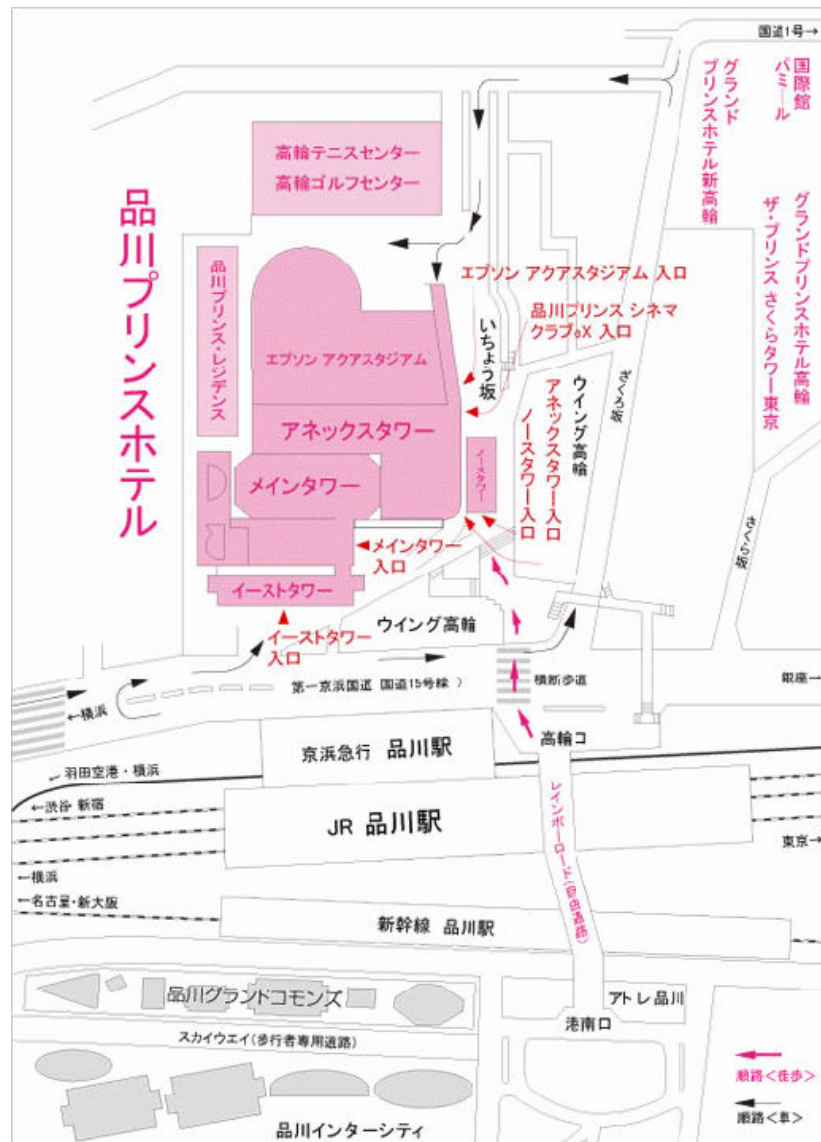 国道1号→
国際館
パミール
グランド
プリンスホテル新高輪
高輪テニスセンター
高輪ゴルフセンター
品川プリンスホテル
グランドプリンスホテル高輪
ザ・プリンス さくらタワー東京
品川プリンス・レジデンス
エプソン アクアスタジアム 入口
品川プリンス シネマ
クラブeX 入口
いちょう坂
エプソン アクアスタジアム
ざくろ坂
ウイング高輪
アネックスタワー入口
ノースタワー入口
アネックスタワー
イースタワー
メインタワー
さくら坂
メインタワー
入口
イーストタワー
ウイング高輪
イーストタワー
入口
第一京浜国道 国道15号線 )
横断歩道
銀座→
←横浜
高輪コ
京浜急行 品川駅
羽田空港・横浜
←渋谷 新宿
JR 品川駅
レインボーロード(自由通路)
東京→
←横浜
←名古屋・新大阪
新幹線 品川駅
品川グランドコモンズ
アトレ品川
港南口
スカイウエイ(歩行者専用道路)
順路<徒歩>
順路<車>
品川インターシティ